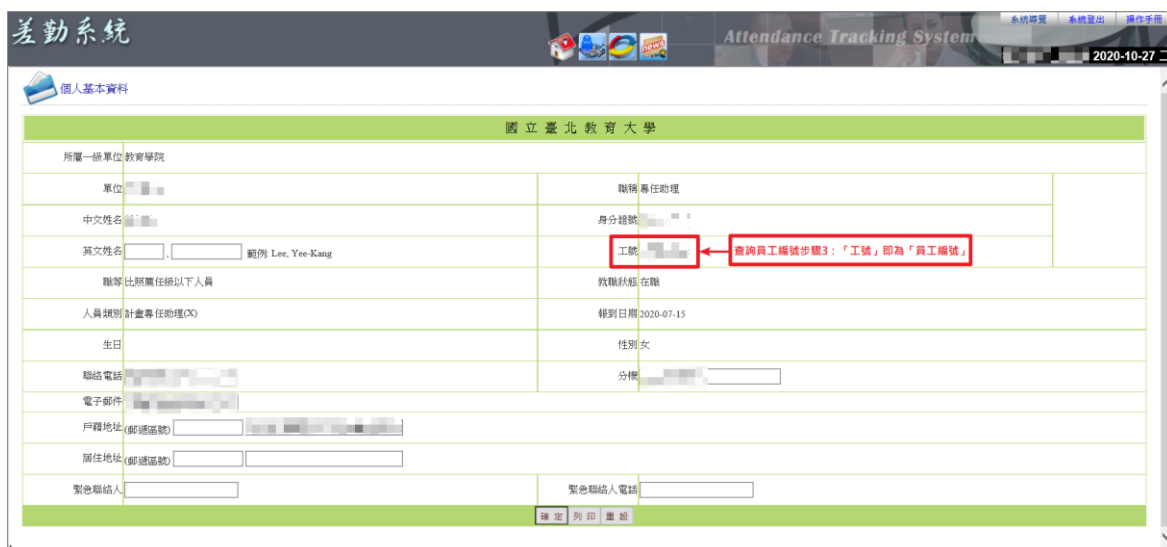 差勤系統
news
Attendance Tracking System
系統導覽 系統登出 操作手冊
2020-10-27 二
個人基本資料
國立臺北教育大學
所屬一級單位 教育學院
單位 職稱 專任助理
中文姓名 身分證號
英文姓名 , 範例: Lee, Yee-Kang 工號 查詢員工編號步驟3：「工號」即為「員工編號」
職等 比照薦任級以下人員 就職狀態 在職
人員類別 計畫專任助理(X) 報到日期 2020-07-15
生日 性別 女
聯絡電話 分機
電子郵件
戶籍地址 (郵遞區號)
居住地址 (郵遞區號)
緊急聯絡人 緊急聯絡人電話
確定 列印 重設